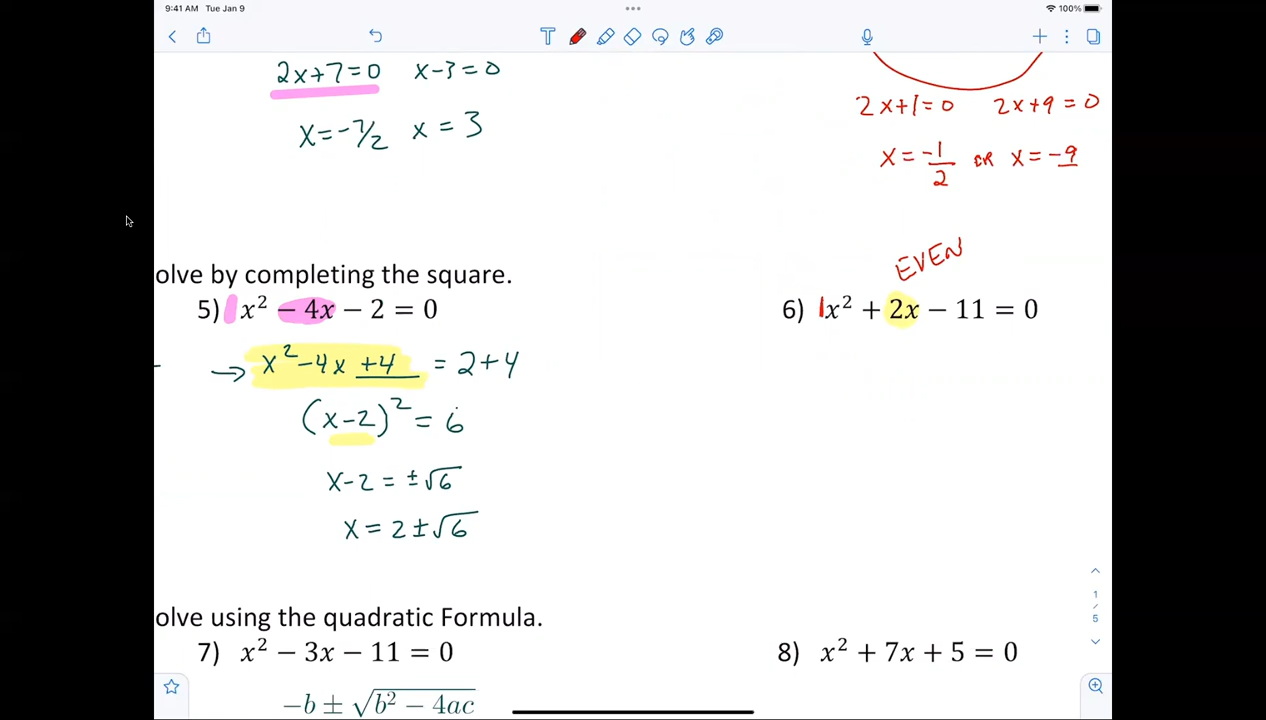 9:41 AM Tue Jan 9
100%
2x+7=0 x-3=0
x=-7/2 x = 3
2x+1=0 2x+9=0
x = -1/2 OR x = -9
olve by completing the square.
5) 1x² − 4x − 2 = 0
→ x²-4x +4 = 2+4
(x-2)² = 6
x-2 = ±√6
x = 2±√6
EVEN
6) 1x² + 2x − 11 = 0
1
/
5
olve using the quadratic Formula.
7) x² − 3x − 11 = 0
−b ± √b² − 4ac
8) x² + 7x + 5 = 0